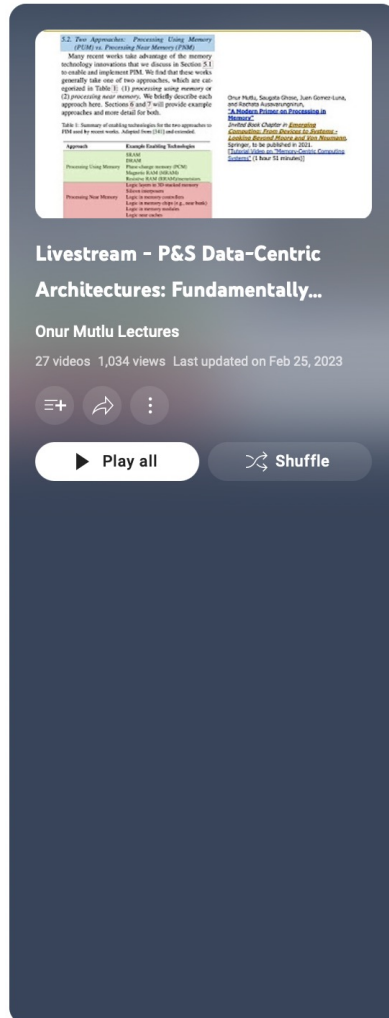 5.2. Two Approaches: Processing Using Memory
(PUM) vs. Processing Near Memory (PNM)
Many recent works take advantage of the memory
technology innovations that we discuss in Section 5.1
to enable and implement PIM. We find that these works
generally take one of two approaches, which are cat-
egorized in Table 1: (1) processing using memory or
(2) processing near memory. We briefly describe each
approach here. Sections 6 and 7 will provide example
approaches and more detail for both.
Table 1: Summary of enabling technologies for the two approaches to
PIM used by recent works. Adapted from [341] and extended.
Approach Example Enabling Technologies
SRAM
DRAM
Processing Using Memory Phase-change memory (PCM)
Magnetic RAM (MRAM)
Resistive RAM (RRAM)/memristors
Logic layers in 3D-stacked memory
Silicon interposers
Processing Near Memory Logic in memory controllers
Logic in memory chips (e.g., near bank)
Logic in memory modules
Logic near caches
Onur Mutlu, Saugata Ghose, Juan Gomez-Luna,
and Rachata Ausavarungnirun,
"A Modern Primer on Processing in
Memory"
Invited Book Chapter in Emerging
Computing: From Devices to Systems -
Looking Beyond Moore and Von Neumann,
Springer, to be published in 2021.
[Tutorial Video on "Memory-Centric Computing
Systems" (1 hour 51 minutes)]
Livestream - P&S Data-Centric
Architectures: Fundamentally...
Onur Mutlu Lectures
27 videos 1,034 views Last updated on Feb 25, 2023
Play all Shuffle